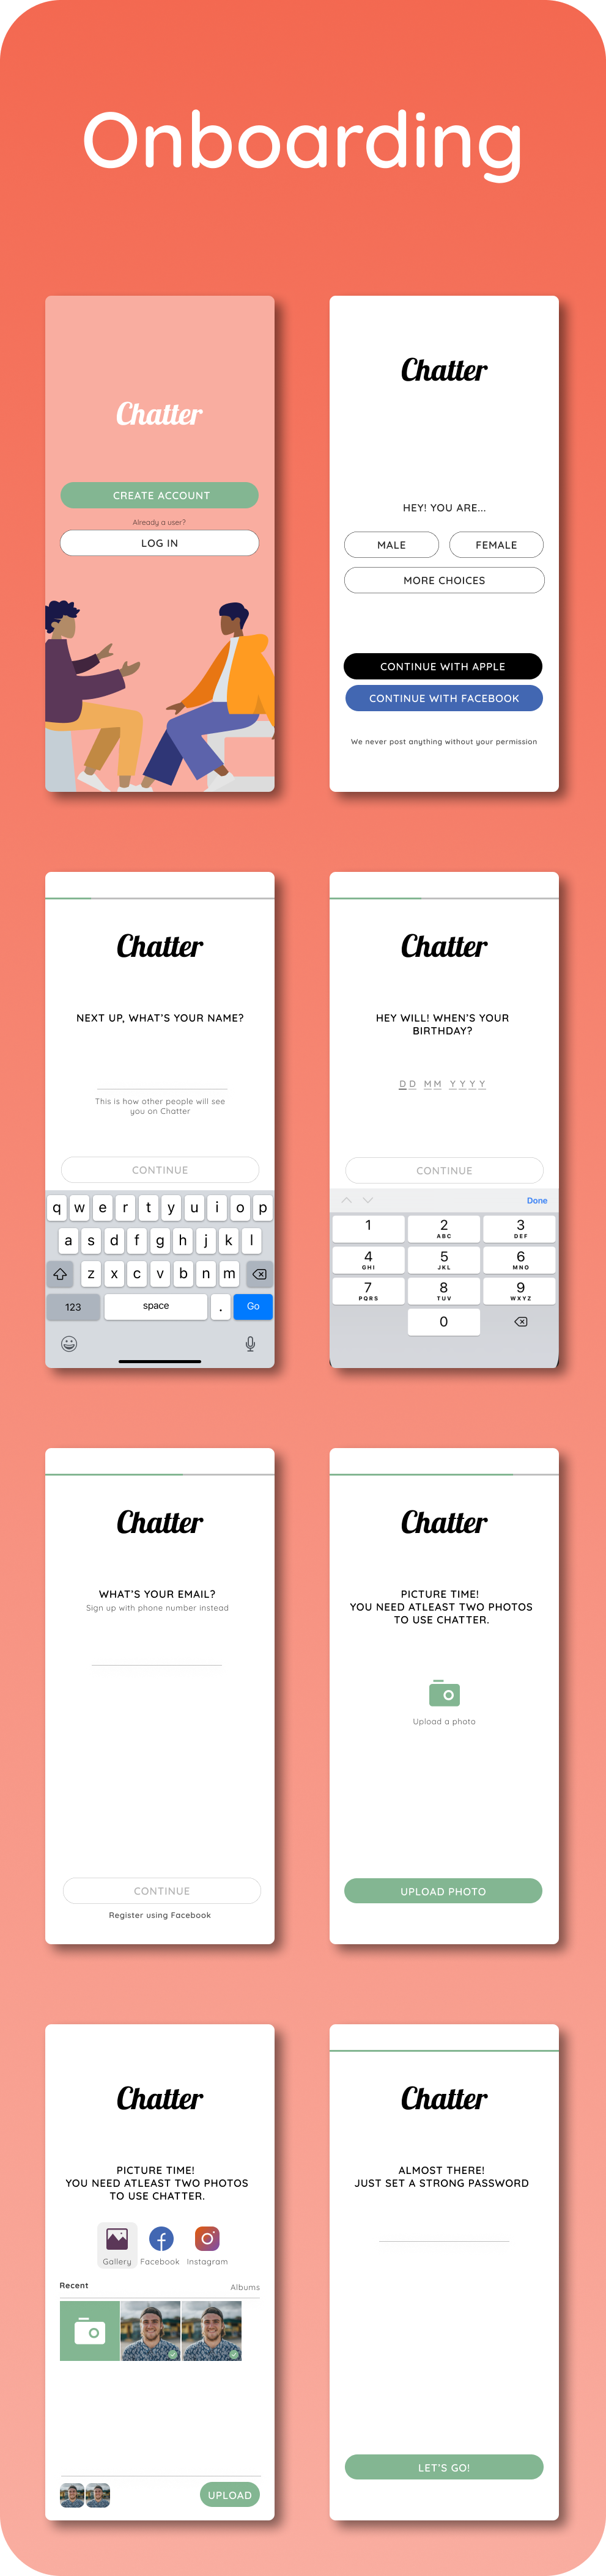 Onboarding
Chatter
CREATE ACCOUNT
Already a user?
LOG IN
Chatter
HEY! YOU ARE...
MALE
FEMALE
MORE CHOICES
CONTINUE WITH APPLE
CONTINUE WITH FACEBOOK
We never post anything without your permission
Chatter
NEXT UP, WHAT'S YOUR NAME?
This is how other people will see
you on Chatter
CONTINUE
q w e r t y u i o p
a s d f g h j k l
z x c v b n m
123 space . Go
Chatter
HEY WILL! WHEN'S YOUR
BIRTHDAY?
DD MM YYYY
CONTINUE
Done
1 2 3
ABC DEF
4 5 6
GHI JKL MNO
7 8 9
PQRS TUV WXYZ
0
Chatter
WHAT'S YOUR EMAIL?
Sign up with phone number instead
CONTINUE
Register using Facebook
Chatter
PICTURE TIME!
YOU NEED ATLEAST TWO PHOTOS
TO USE CHATTER.
Upload a photo
UPLOAD PHOTO
Chatter
PICTURE TIME!
YOU NEED ATLEAST TWO PHOTOS
TO USE CHATTER.
Gallery Facebook Instagram
Recent
Albums
UPLOAD
Chatter
ALMOST THERE!
JUST SET A STRONG PASSWORD
LET'S GO!